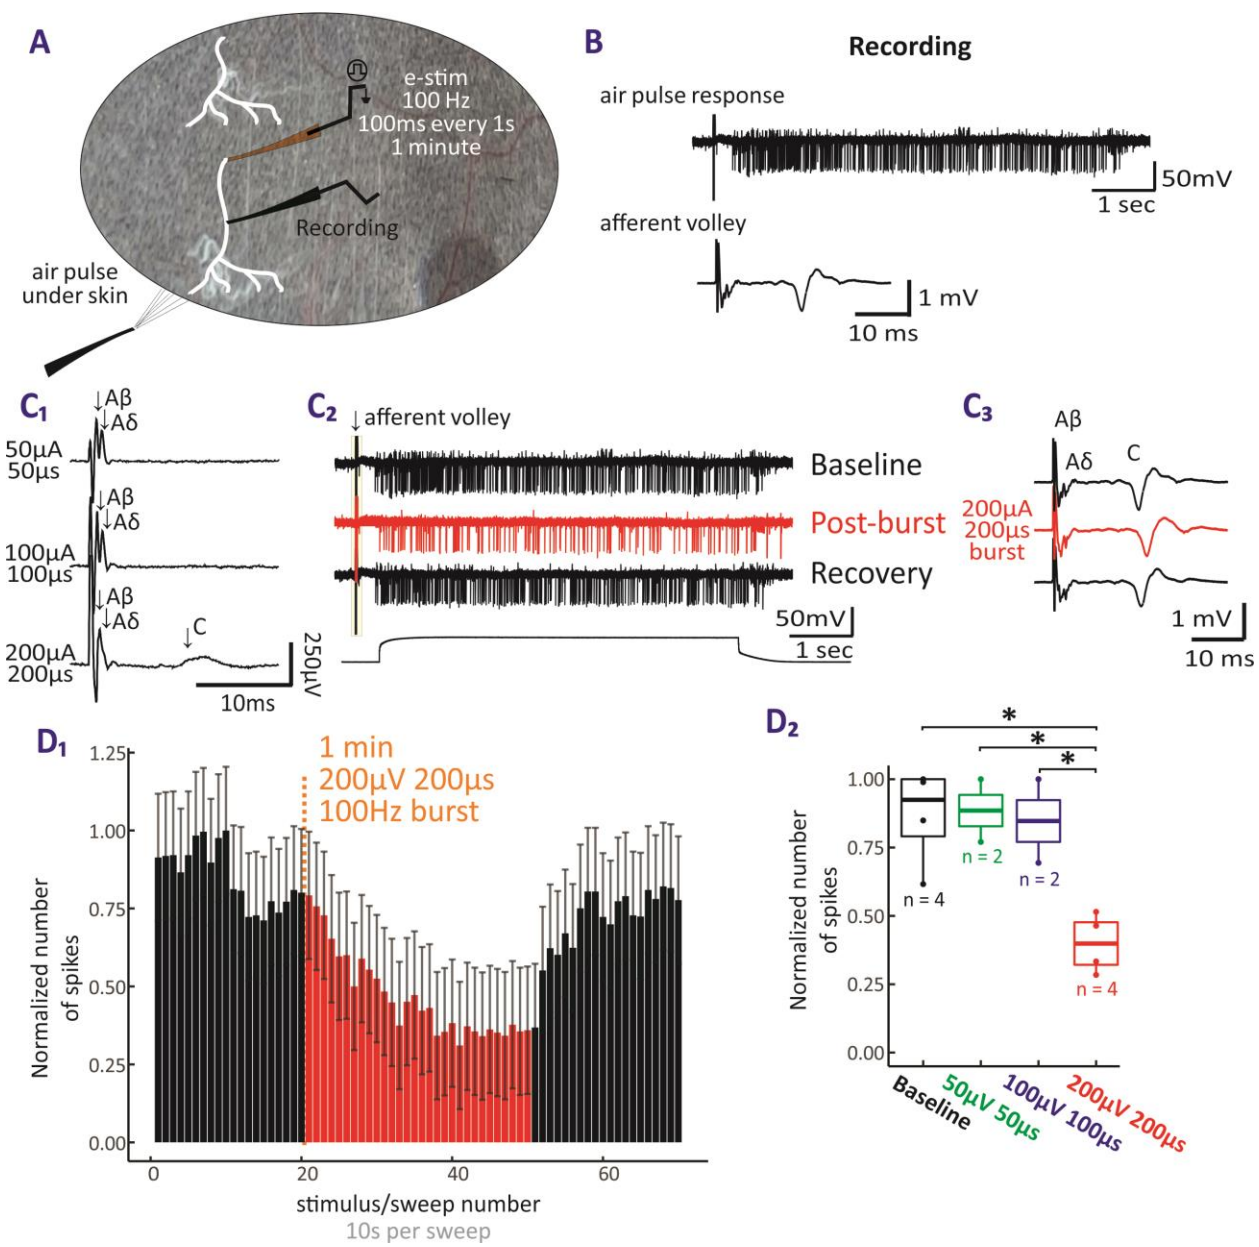 A
e-stim
100 Hz
100ms every 1s
1 minute
Recording
air pulse
under skin
B
Recording
air pulse response
50mV
1 sec
afferent volley
1 mV
10 ms
C1
Aβ
Aδ
50µA
50µs
Aβ
Aδ
100µA
100µs
Aβ
Aδ
C
200µA
200µs
250µV
10ms
C2
afferent volley
Baseline
Post-burst
Recovery
50mV
1 sec
C3
Aβ
Aδ
C
200µA
200µs
burst
1 mV
10 ms
D1
1 min
200µV 200µs
100Hz burst
Normalized number
of spikes
1.25
1.00
0.75
0.50
0.25
0.00
0
20
40
60
stimulus/sweep number
10s per sweep
D2
*
*
*
Normalized number
of spikes
1.00
0.75
0.50
0.25
0.00
n = 4
n = 2
n = 2
n = 4
Baseline
50µV 50µs
100µV 100µs
200µV 200µs